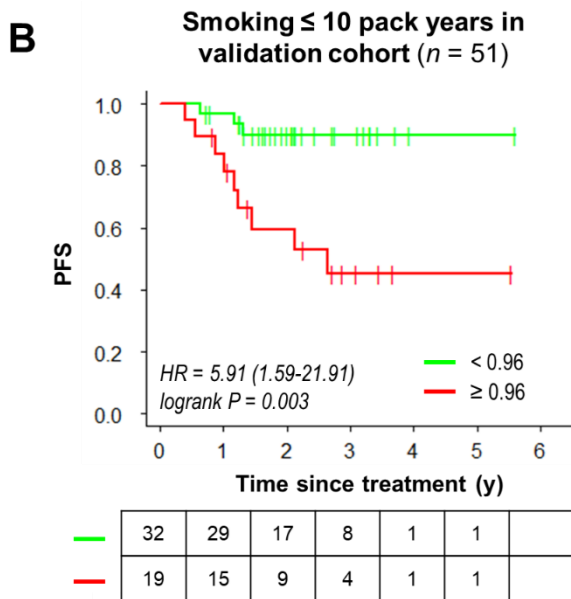 B
Smoking ≤ 10 pack years in
validation cohort (n = 51)
PFS
1.0
0.8
0.6
0.4
0.2
0.0
HR = 5.91 (1.59-21.91)
logrank P = 0.003
< 0.96
≥ 0.96
0 1 2 3 4 5 6
Time since treatment (y)
32 29 17 8 1 1
19 15 9 4 1 1